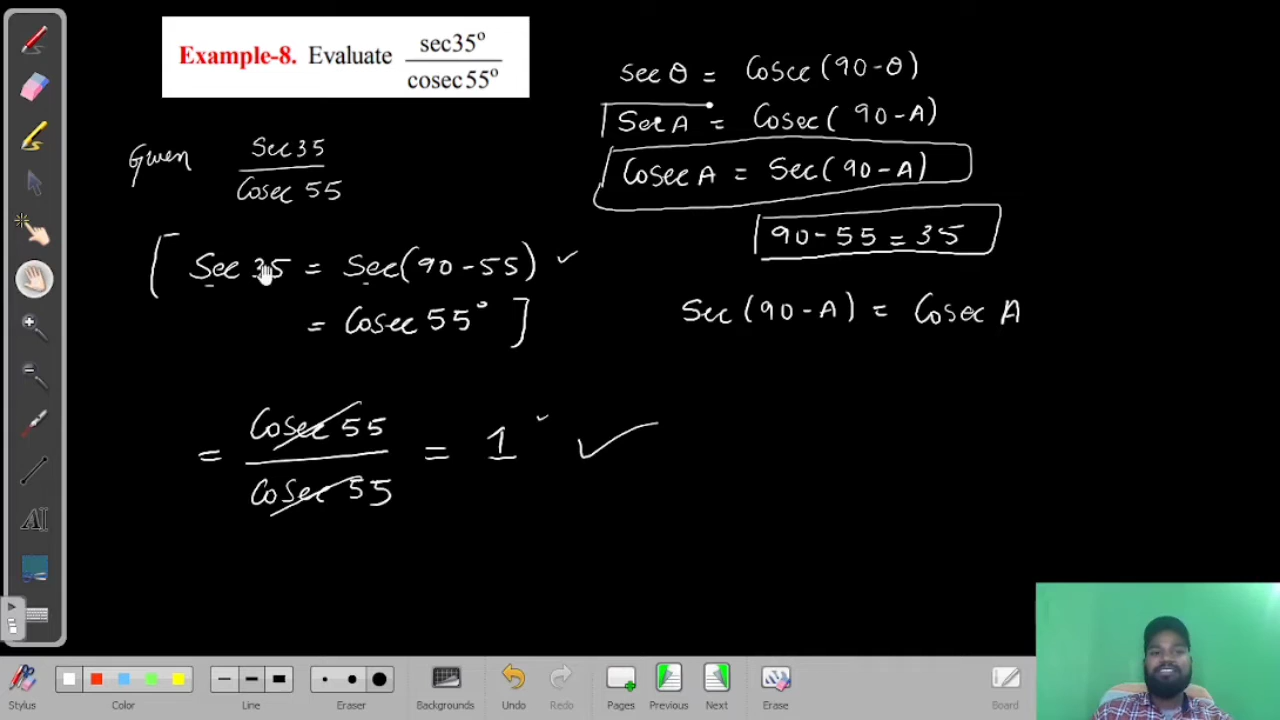 Example-8. Evaluate sec35° / cosec55°
Given Sec 35 / Cosec 55
[ Sec 35 = Sec(90-55) ✓
= Cosec 55° ]
= Cosec 55 / Cosec 55 = 1 ✓
sec θ = Cosec (90-θ)
Sec A = Cosec ( 90-A)
Cosec A = Sec( 90-A)
90-55=35
Sec (90-A) = Cosec A
Stylus
Color
Line
Eraser
Backgrounds
Undo
Redo
Pages
Previous
Next
Erase
Board